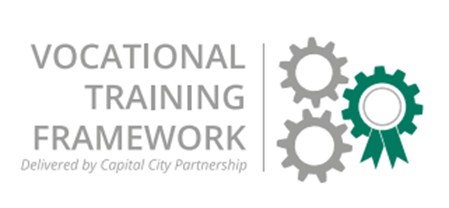 VOCATIONAL
TRAINING
FRAMEWORK
Delivered by Capital City Partnership